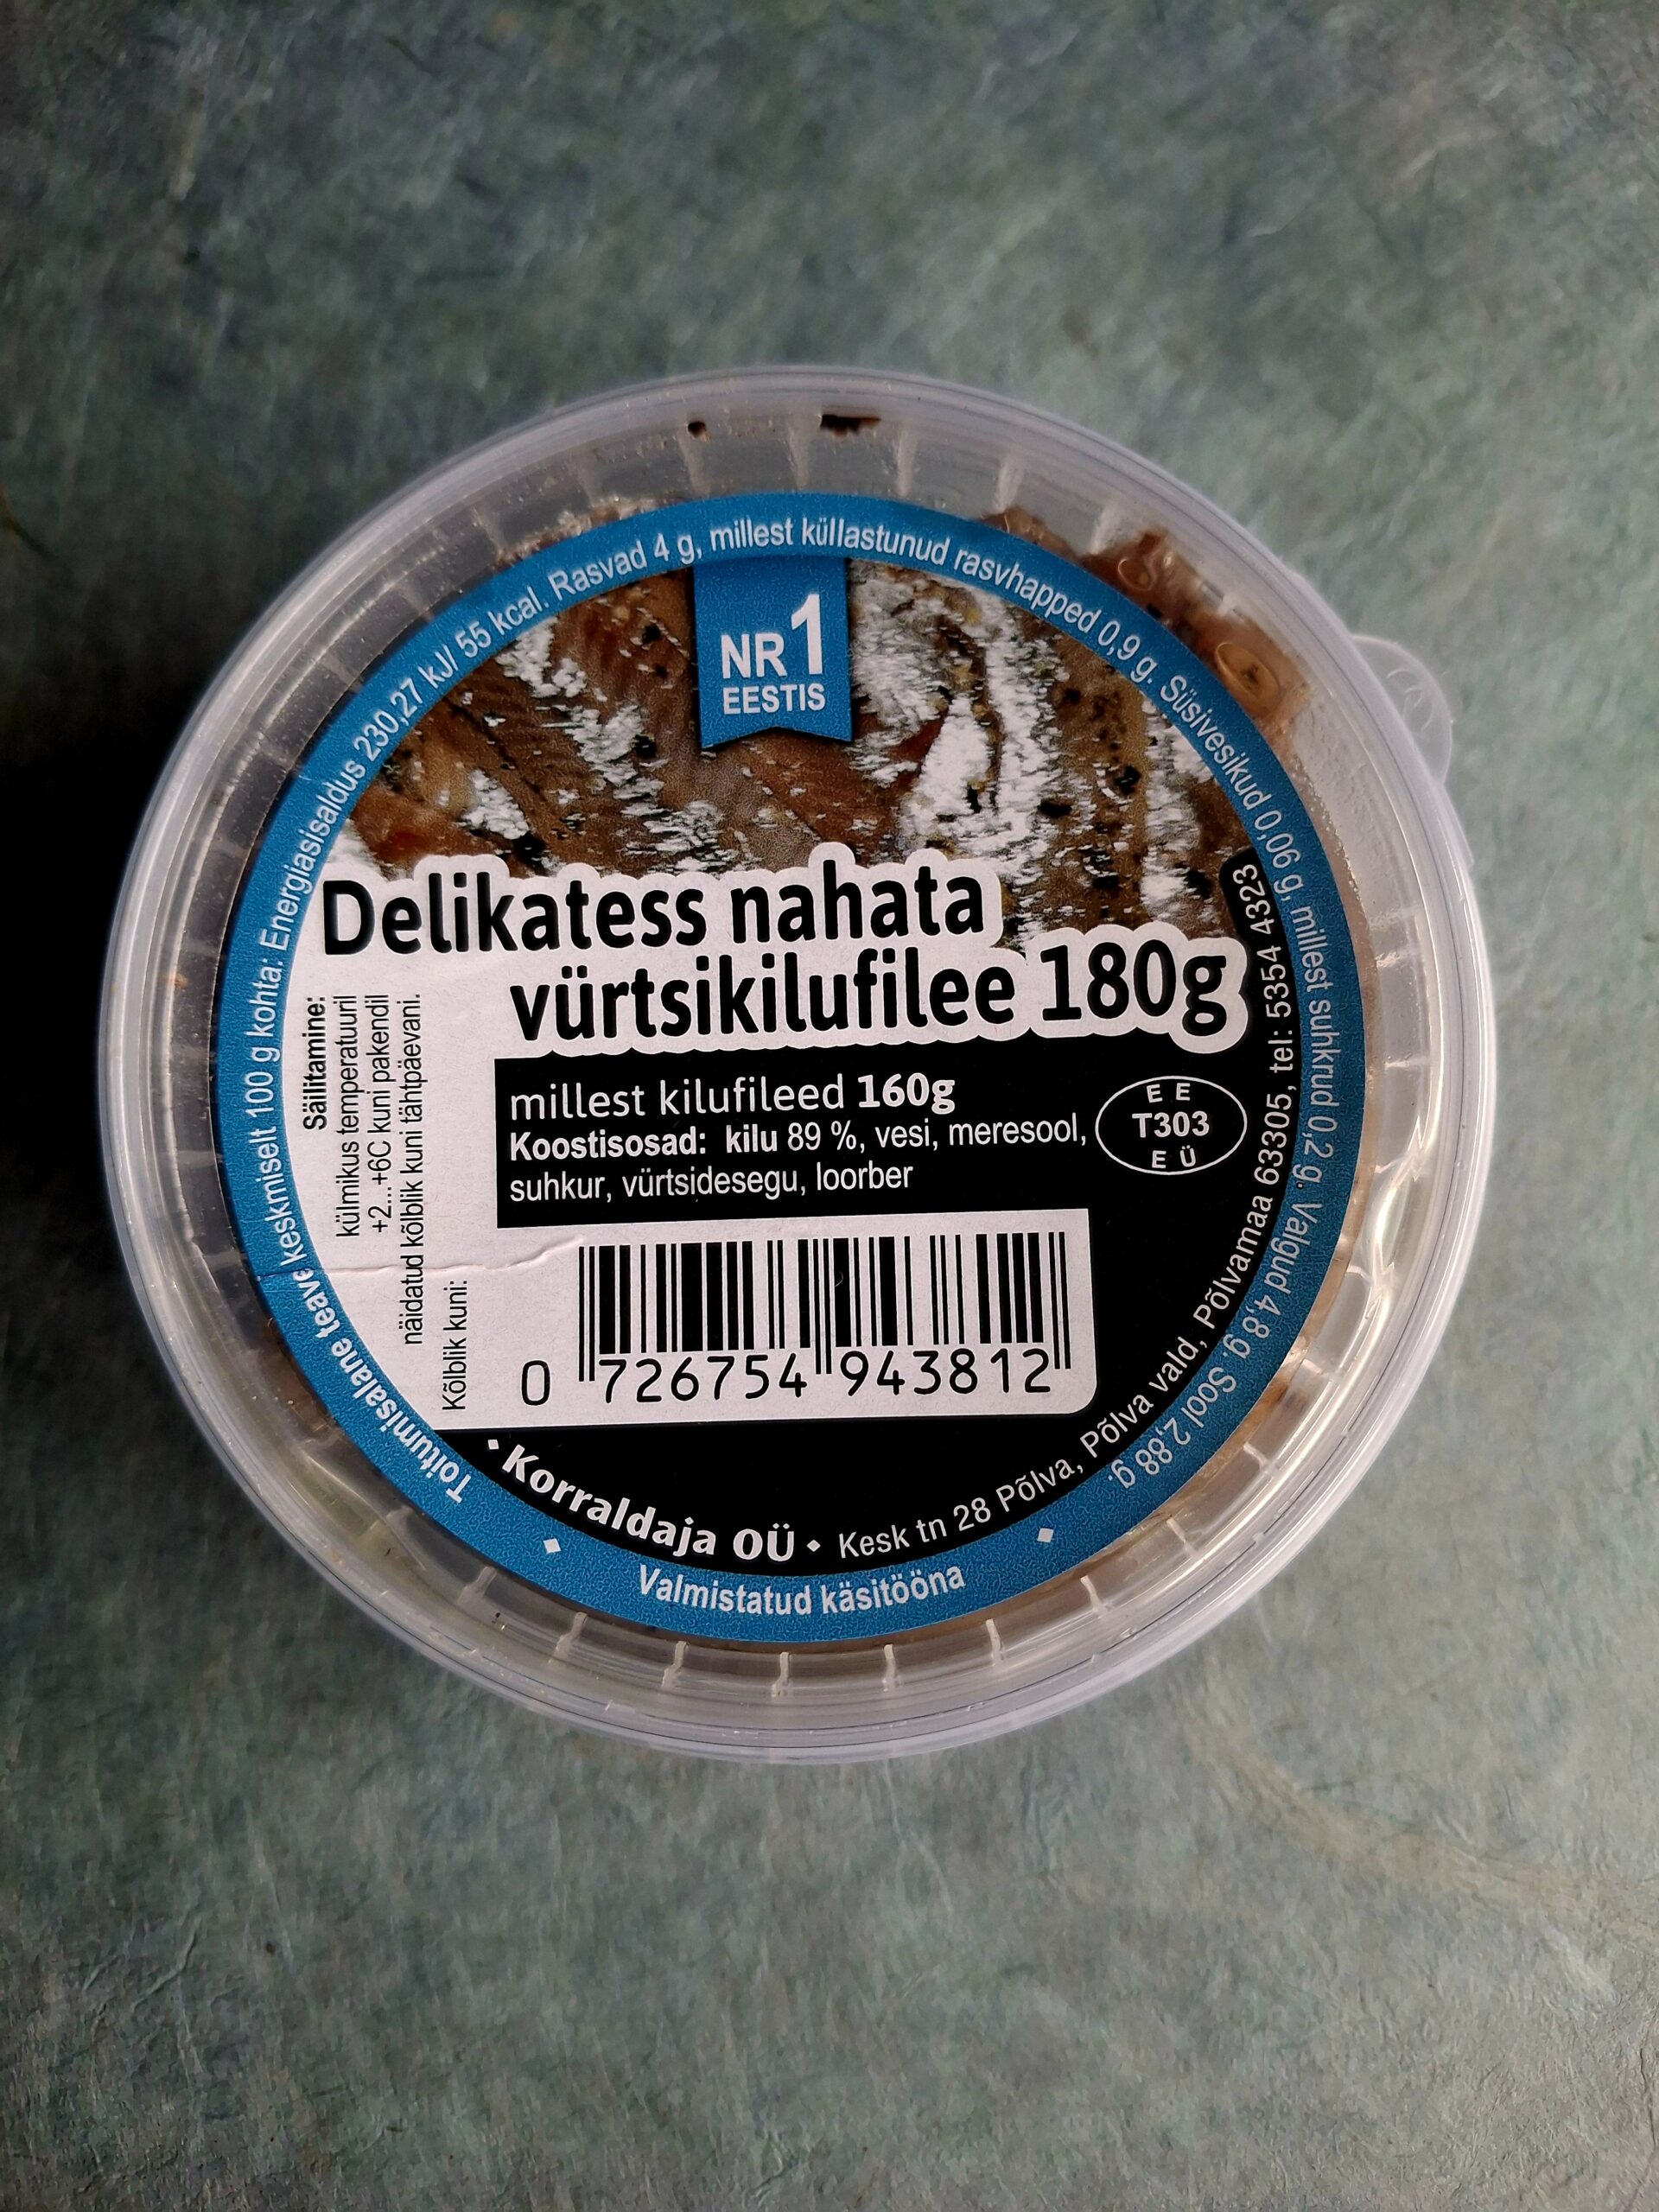 Toitumisalane teave keskmiselt 100 g kohta: Energiasisaldus 230,27 kJ/ 55 kcal. Rasvad 4 g, millest küllastunud rasvhapped 0,9 g. Süsivesikud 0,06 g, millest suhkrud 0,2 g. Valgud 4,8 g. Sool 2,88 g.
NR 1
EESTIS
Delikatess nahata
vürtsikilufilee 180g
Säilitamine:
külmikus temperatuuril
+2...+6C kuni pakendil
näidatud kõlblik kuni tähtpäevani.
Kõlblik kuni:
millest kilufileed 160g
Koostisosad: kilu 89 %, vesi, meresool,
suhkur, vürtsidesegu, loorber
E E
T303
E Ü
0 726754 943812
▪ Korraldaja OÜ • Kesk tn 28 Põlva, Põlva vald, Põlvamaa 63305, tel: 5354 4323
▪ Valmistatud käsitööna ▪